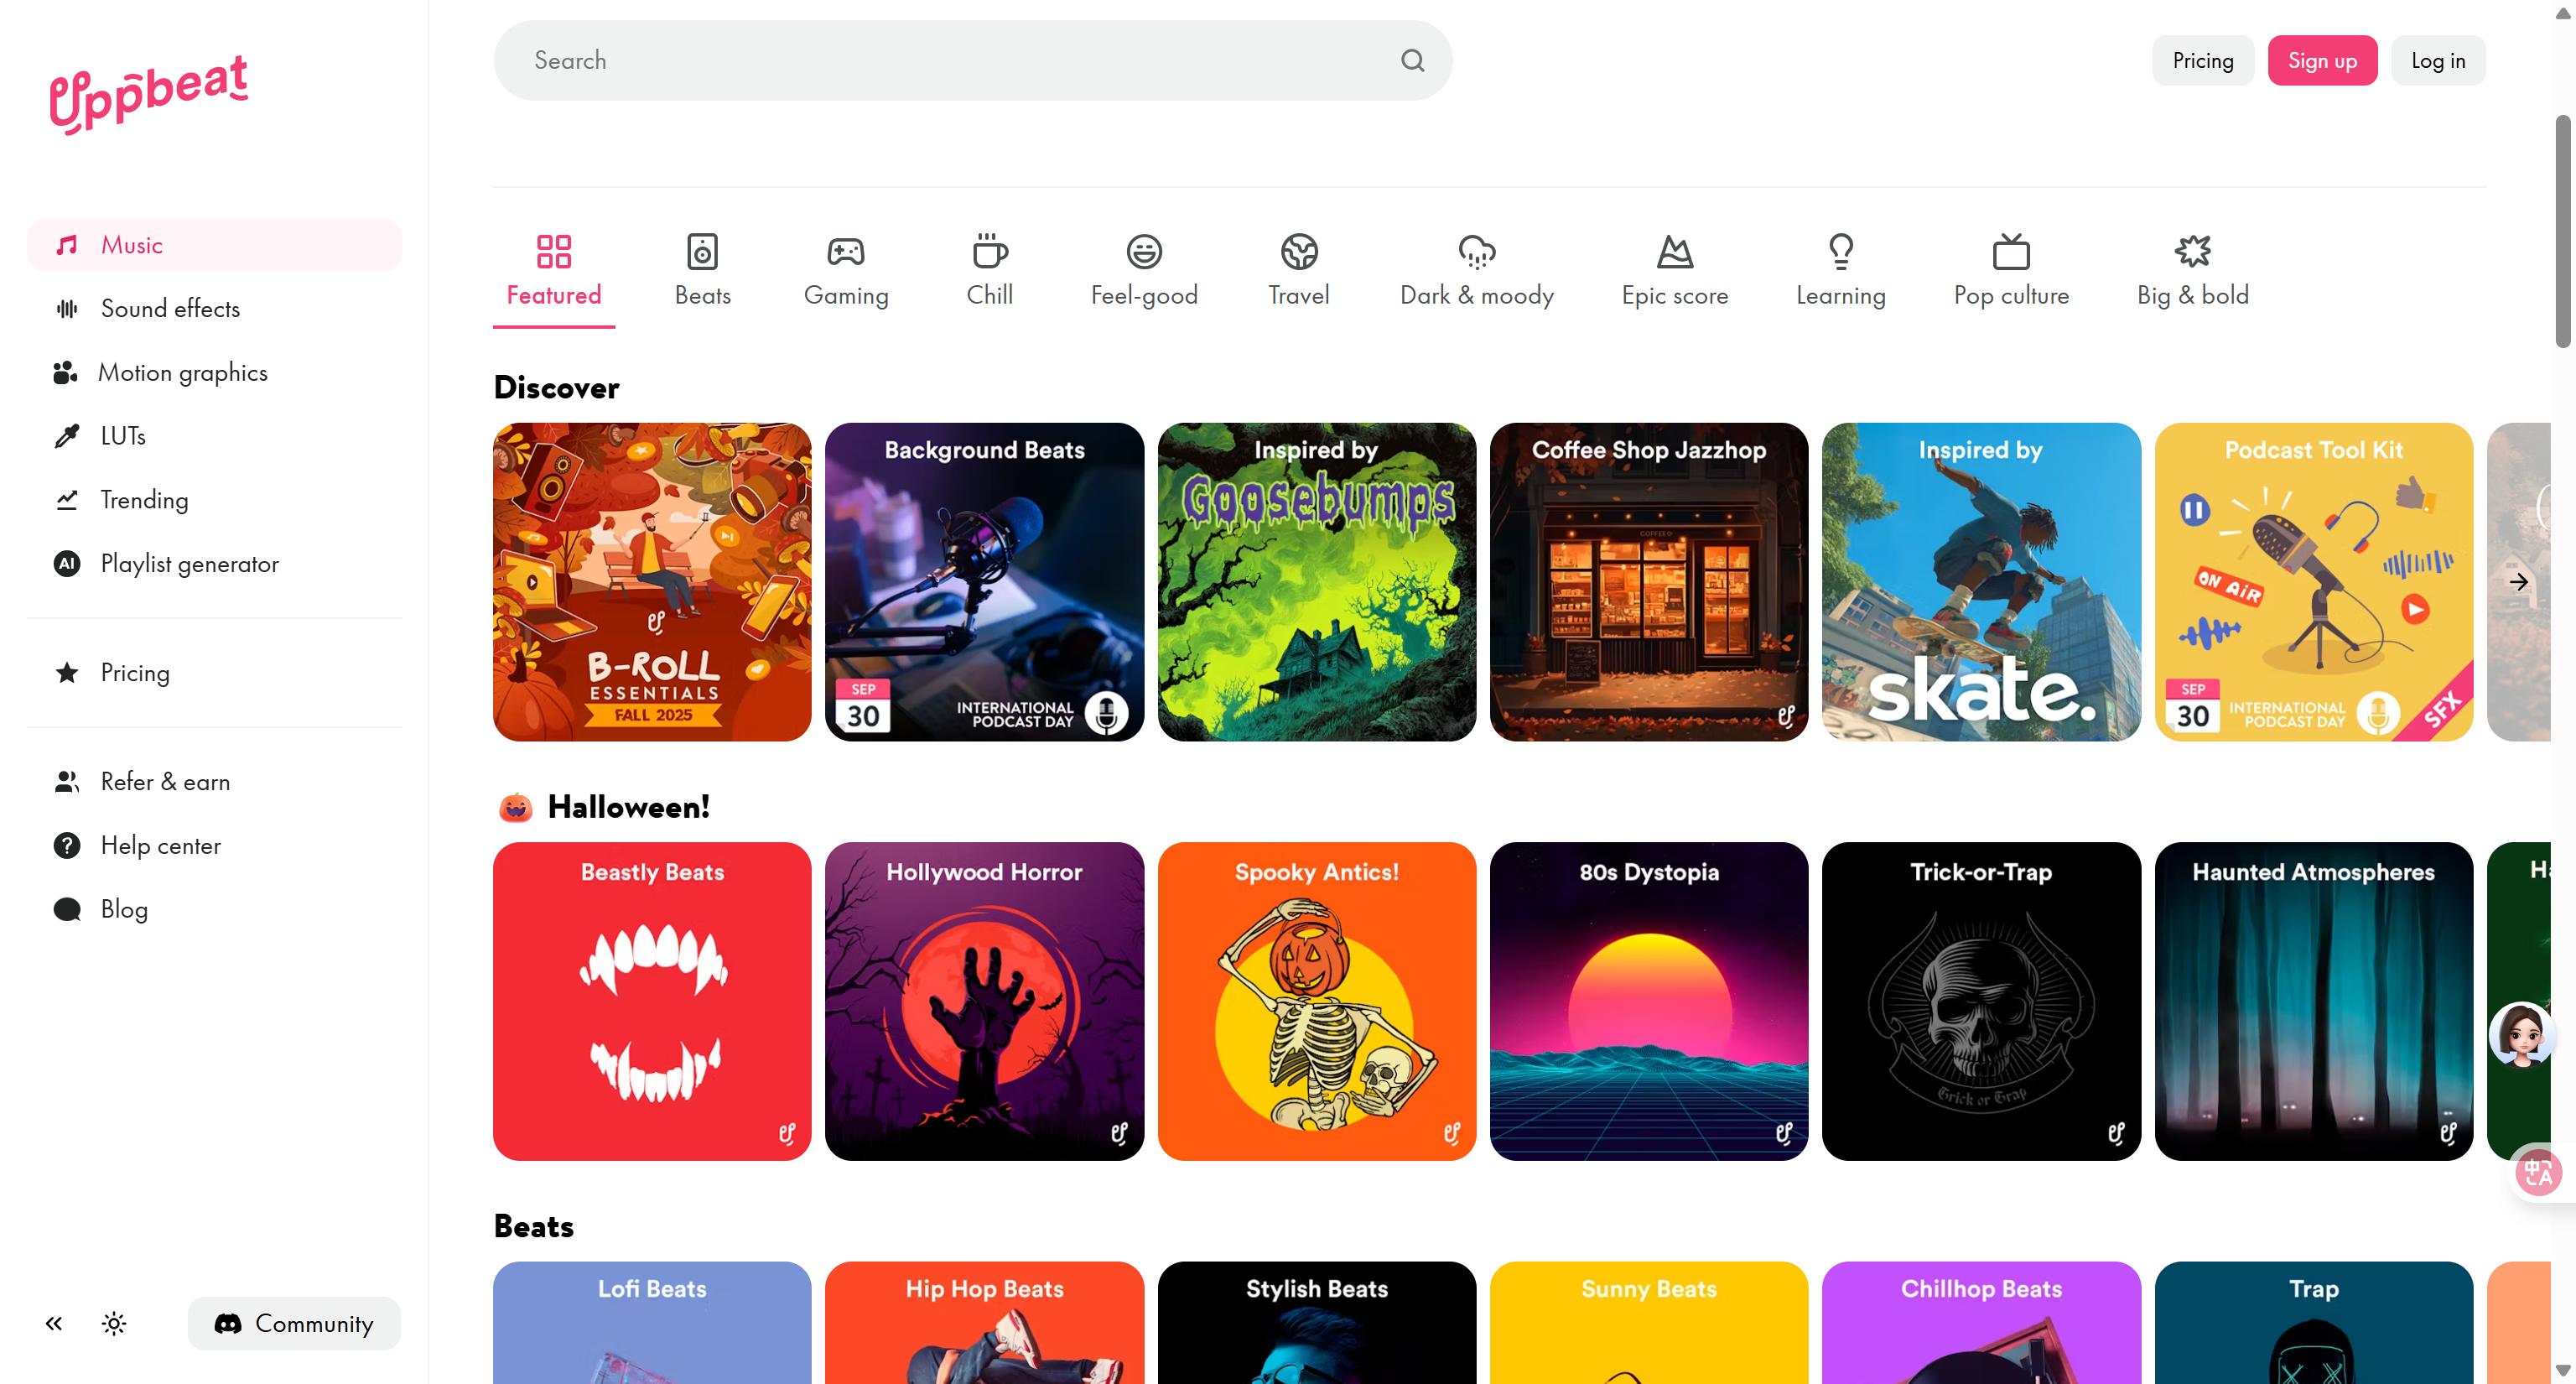 Uppbeat
Search
Pricing
Sign up
Log in
Music
Sound effects
Motion graphics
LUTs
Trending
AI
Playlist generator
Pricing
Refer & earn
Help center
Blog
Community
Featured
Beats
Gaming
Chill
Feel-good
Travel
Dark & moody
Epic score
Learning
Pop culture
Big & bold
Discover
B-ROLL
ESSENTIALS
FALL 2025
Background Beats
SEP
30
INTERNATIONAL
PODCAST DAY
Inspired by
Goosebumps
Coffee Shop Jazzhop
COFFEE
Inspired by
skate.
Podcast Tool Kit
ON AIR
SEP
30
INTERNATIONAL
PODCAST DAY
SFX
Halloween!
Beastly Beats
Hollywood Horror
Spooky Antics!
80s Dystopia
Trick-or-Trap
Trick or Trap
Haunted Atmospheres
Beats
Lofi Beats
Hip Hop Beats
Stylish Beats
Sunny Beats
Chillhop Beats
Trap
中
A